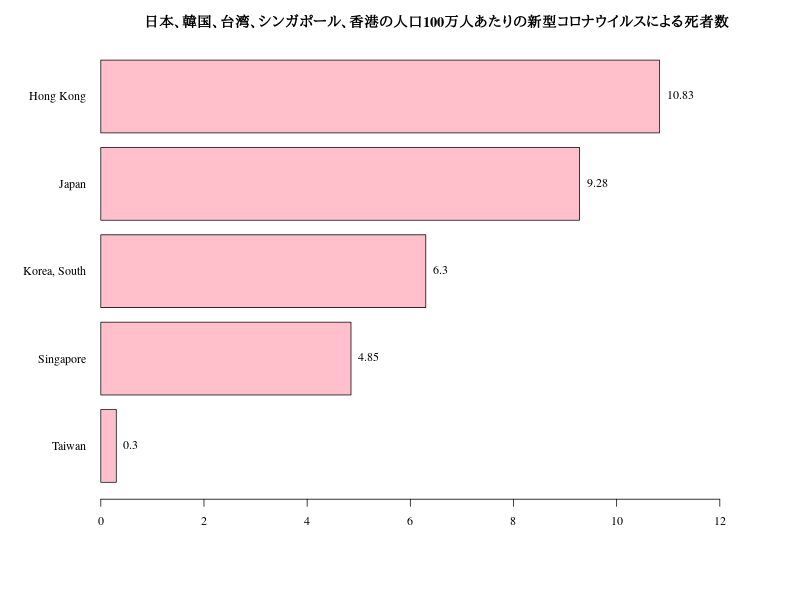 日本、韓国、台湾、シンガポール、香港の人口100万人あたりの新型コロナウイルスによる死者数
Hong Kong 10.83
Japan 9.28
Korea, South 6.3
Singapore 4.85
Taiwan 0.3
0 2 4 6 8 10 12